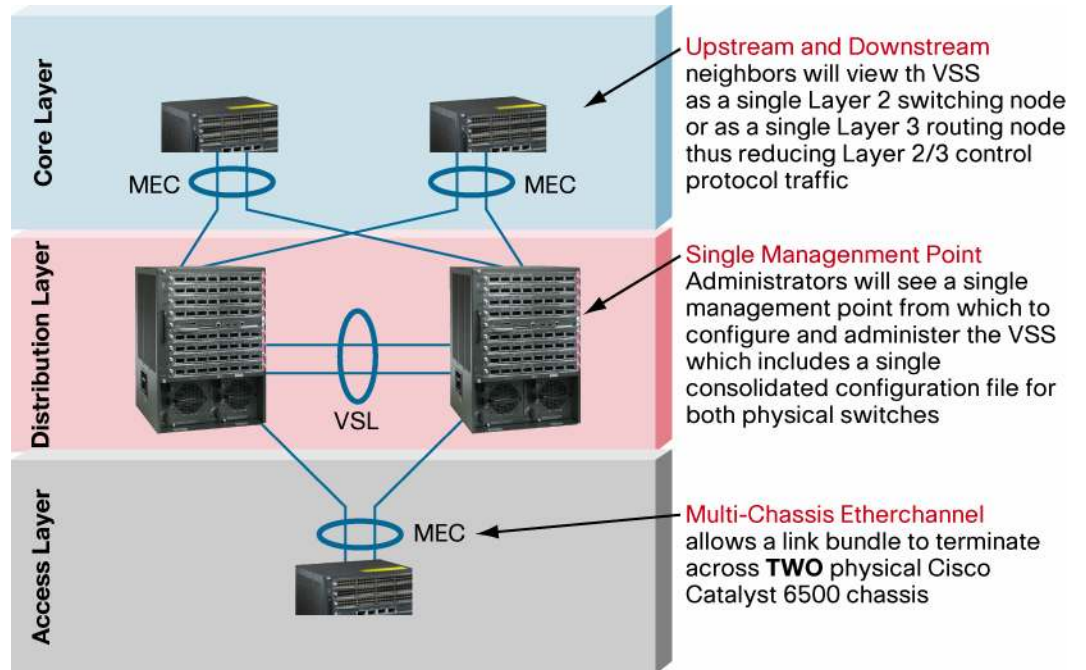 Core Layer
MEC
MEC
Upstream and Downstream
neighbors will view th VSS
as a single Layer 2 switching node
or as a single Layer 3 routing node
thus reducing Layer 2/3 control
protocol traffic
Distribution Layer
VSL
Single Managenment Point
Administrators will see a single
management point from which to
configure and administer the VSS
which includes a single
consolidated configuration file for
both physical switches
Access Layer
MEC
Multi-Chassis Etherchannel
allows a link bundle to terminate
across TWO physical Cisco
Catalyst 6500 chassis